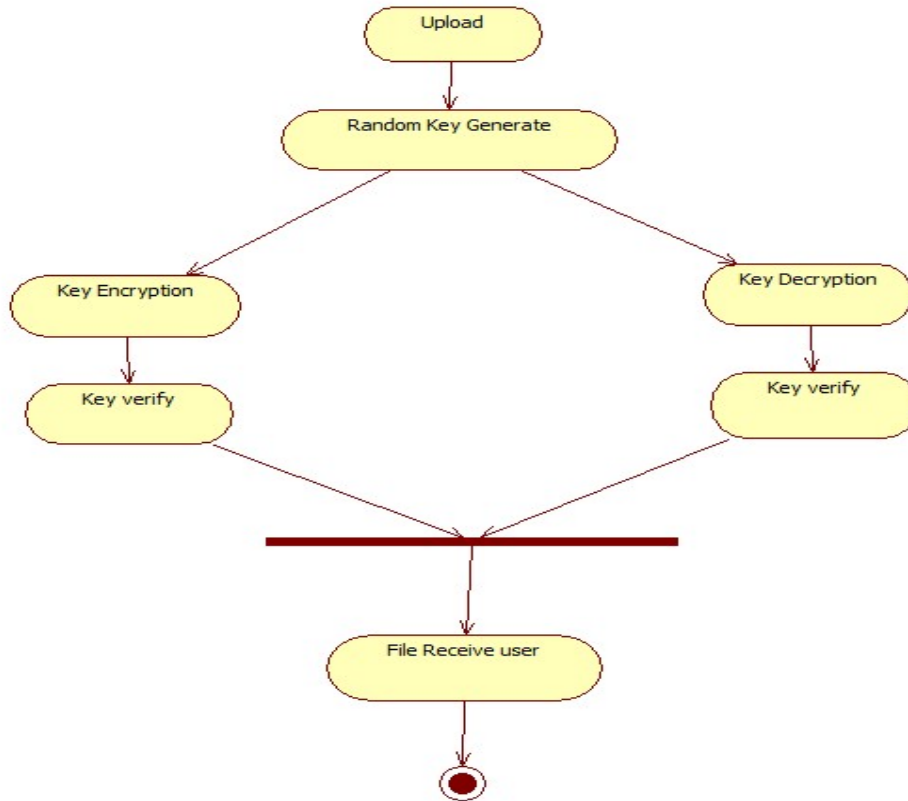 Upload
Random Key Generate
Key Encryption
Key Decryption
Key verify
Key verify
File Receive user